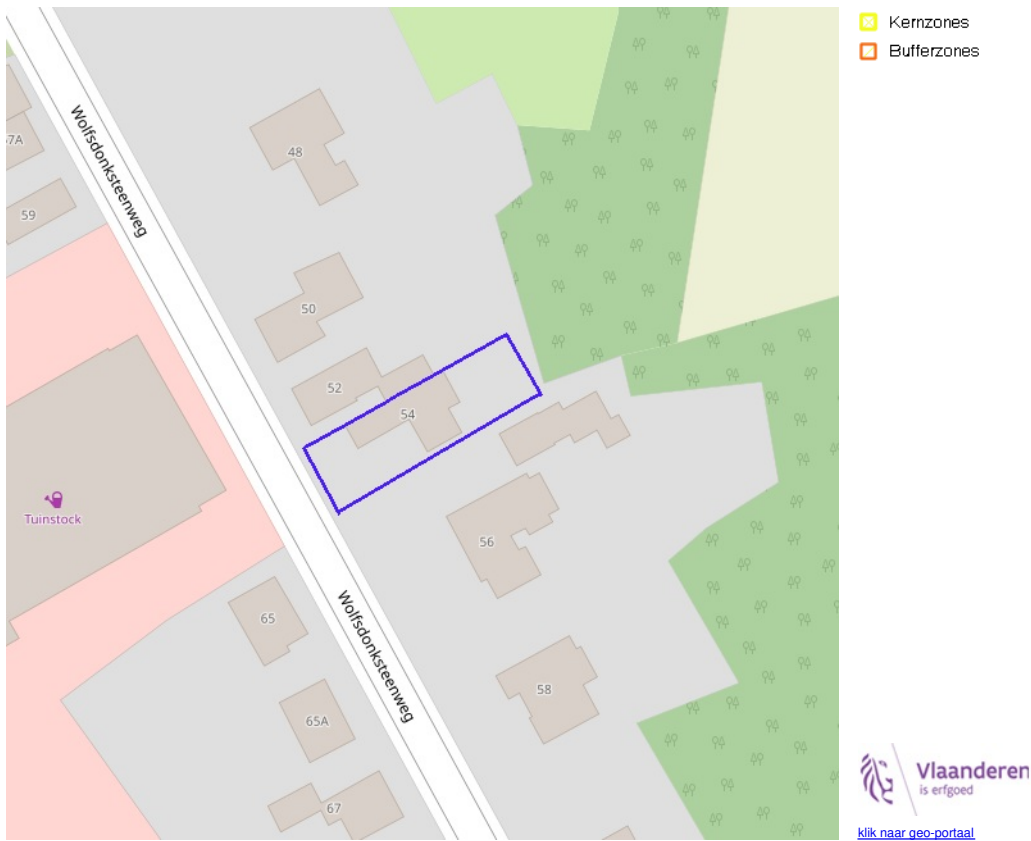 Kernzones
Bufferzones
Wolfsdonksteenweg
48
59
50
52
54
Tuinstock
56
65
Wolfsdonksteenweg
58
65A
67
Vlaanderen
is erfgoed
klik naar geo-portaal